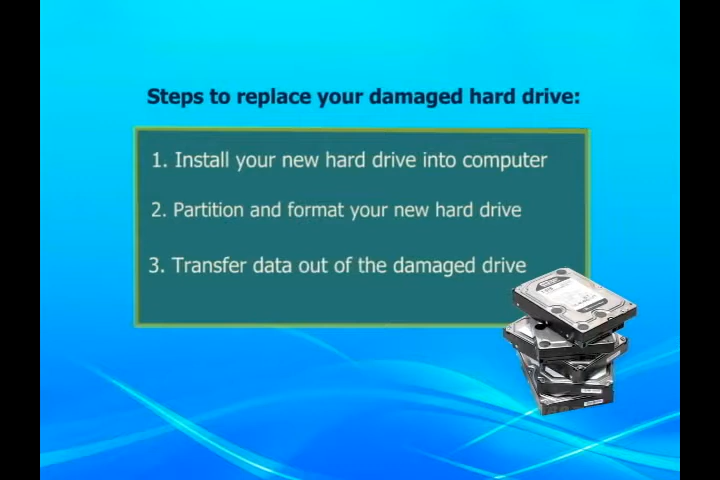 Steps to replace your damaged hard drive:
1. Install your new hard drive into computer
2. Partition and format your new hard drive
3. Transfer data out of the damaged drive